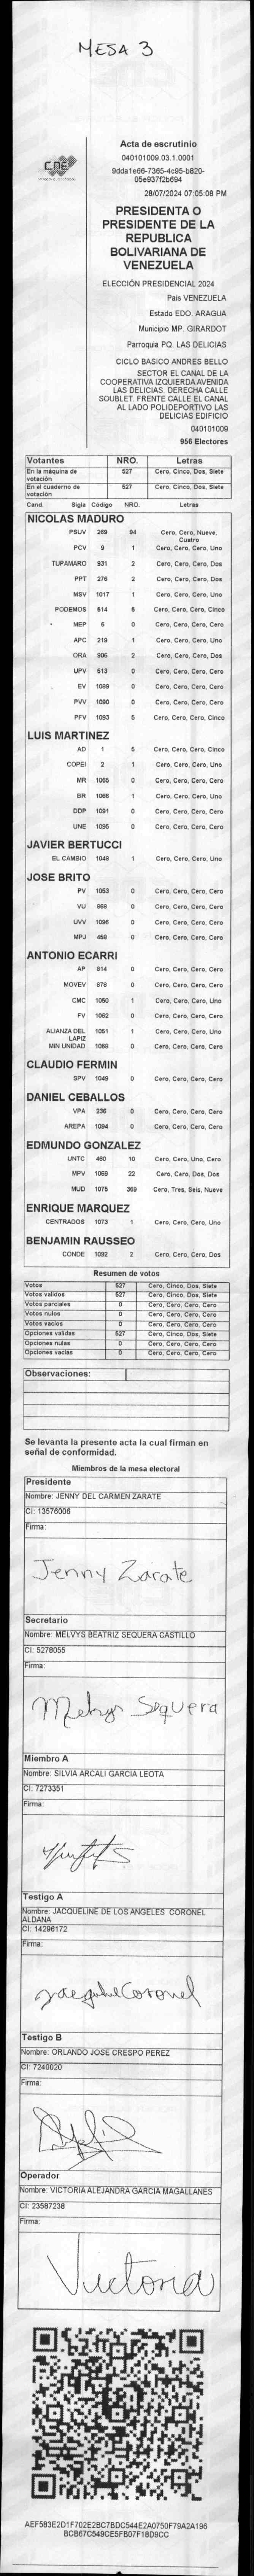 MESA 3
CNE
Acta de escrutinio
040101009.03.1.0001
9dda1e66-7365-4c95-b820-
05e937f2b694
28/07/2024 07:05:08 PM
PRESIDENTA O
PRESIDENTE DE LA
REPUBLICA
BOLIVARIANA DE
VENEZUELA
ELECCIÓN PRESIDENCIAL 2024
Pais VENEZUELA
Estado EDO. ARAGUA
Municipio MP. GIRARDOT
Parroquia PQ. LAS DELICIAS
CICLO BASICO ANDRES BELLO
SECTOR EL CANAL DE LA
COOPERATIVA IZQUIERDA AVENIDA
LAS DELICIAS. DERECHA CALLE
SOUBLET. FRENTE CALLE EL CANAL
AL LADO POLIDEPORTIVO LAS
DELICIAS EDIFICIO
040101009
956 Electores
Votantes NRO. Letras
En la máquina de votación 527 Cero, Cinco, Dos, Siete
En el cuaderno de votación 527 Cero, Cinco, Dos, Siete
Cand. Sigla Código NRO. Letras
NICOLAS MADURO
PSUV 269 94 Cero, Cero, Nueve, Cuatro
PCV 9 1 Cero, Cero, Cero, Uno
TUPAMARO 931 2 Cero, Cero, Cero, Dos
PPT 276 2 Cero, Cero, Cero, Dos
MSV 1017 1 Cero, Cero, Cero, Uno
PODEMOS 514 5 Cero, Cero, Cero, Cinco
MEP 6 0 Cero, Cero, Cero, Cero
APC 219 1 Cero, Cero, Cero, Uno
ORA 906 2 Cero, Cero, Cero, Dos
UPV 513 0 Cero, Cero, Cero, Cero
EV 1089 0 Cero, Cero, Cero, Cero
PVV 1090 0 Cero, Cero, Cero, Cero
PFV 1093 5 Cero, Cero, Cero, Cinco
LUIS MARTINEZ
AD 1 5 Cero, Cero, Cero, Cinco
COPEI 2 1 Cero, Cero, Cero, Uno
MR 1065 0 Cero, Cero, Cero, Cero
BR 1066 1 Cero, Cero, Cero, Uno
DDP 1091 0 Cero, Cero, Cero, Cero
UNE 1095 0 Cero, Cero, Cero, Cero
JAVIER BERTUCCI
EL CAMBIO 1048 1 Cero, Cero, Cero, Uno
JOSE BRITO
PV 1053 0 Cero, Cero, Cero, Cero
VU 968 0 Cero, Cero, Cero, Cero
UVV 1096 0 Cero, Cero, Cero, Cero
MPJ 459 0 Cero, Cero, Cero, Cero
ANTONIO ECARRI
AP 814 0 Cero, Cero, Cero, Cero
MOVEV 678 0 Cero, Cero, Cero, Cero
CMC 1050 1 Cero, Cero, Cero, Uno
FV 1062 0 Cero, Cero, Cero, Cero
ALIANZA DEL LAPIZ 1051 1 Cero, Cero, Cero, Uno
MIN UNIDAD 1068 0 Cero, Cero, Cero, Cero
CLAUDIO FERMIN
SPV 1049 0 Cero, Cero, Cero, Cero
DANIEL CEBALLOS
VPA 236 0 Cero, Cero, Cero, Cero
AREPA 1094 0 Cero, Cero, Cero, Cero
EDMUNDO GONZALEZ
UNTC 460 10 Cero, Cero, Uno, Cero
MPV 1069 22 Cero, Cero, Dos, Dos
MUD 1075 369 Cero, Tres, Seis, Nueve
ENRIQUE MARQUEZ
CENTRADOS 1073 1 Cero, Cero, Cero, Uno
BENJAMIN RAUSSEO
CONDE 1092 2 Cero, Cero, Cero, Dos
Resumen de votos
Votos 527 Cero, Cinco, Dos, Siete
Votos validos 527 Cero, Cinco, Dos, Siete
Votos parciales 0 Cero, Cero, Cero, Cero
Votos nulos 0 Cero, Cero, Cero, Cero
Votos vacios 0 Cero, Cero, Cero, Cero
Opciones validas 527 Cero, Cinco, Dos, Siete
Opciones nulas 0 Cero, Cero, Cero, Cero
Opciones vacias 0 Cero, Cero, Cero, Cero
Observaciones:
Se levanta la presente acta la cual firman en
señal de conformidad.
Miembros de la mesa electoral
Presidente
Nombre: JENNY DEL CARMEN ZARATE
CI: 13576006
Firma:
Jenny Zarate
Secretario
Nombre: MELVYS BEATRIZ SEQUERA CASTILLO
CI: 5278055
Firma:
Melvys Sequera
Miembro A
Nombre: SILVIA ARCALI GARCIA LEOTA
CI: 7273351
Firma:
Testigo A
Nombre: JACQUELINE DE LOS ANGELES CORONEL
ALDANA
CI: 14296172
Firma:
Jacqueline Coronel
Testigo B
Nombre: ORLANDO JOSE CRESPO PEREZ
CI: 7240020
Firma:
Operador
Nombre: VICTORIA ALEJANDRA GARCIA MAGALLANES
CI: 23587238
Firma:
Victoria
AEF583E2D1F702E2BC7BDC544E2A0750F79A2A196
BCB67C549CE5FB07F18D9CC